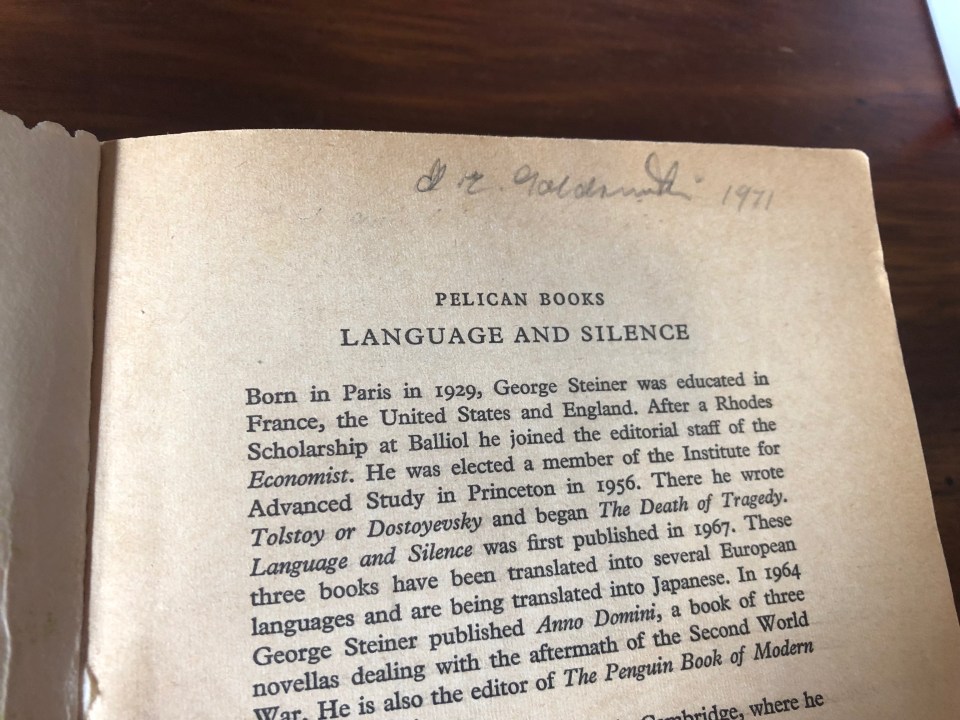 Goldsmith 1971
PELICAN BOOKS
LANGUAGE AND SILENCE
Born in Paris in 1929, George Steiner was educated in
France, the United States and England. After a Rhodes
Scholarship at Balliol he joined the editorial staff of the
Economist. He was elected a member of the Institute for
Advanced Study in Princeton in 1956. There he wrote
Tolstoy or Dostoyevsky and began The Death of Tragedy.
Language and Silence was first published in 1967. These
three books have been translated into several European
languages and are being translated into Japanese. In 1964
George Steiner published Anno Domini, a book of three
novellas dealing with the aftermath of the Second World
War. He is also the editor of The Penguin Book of Modern
Cambridge, where he